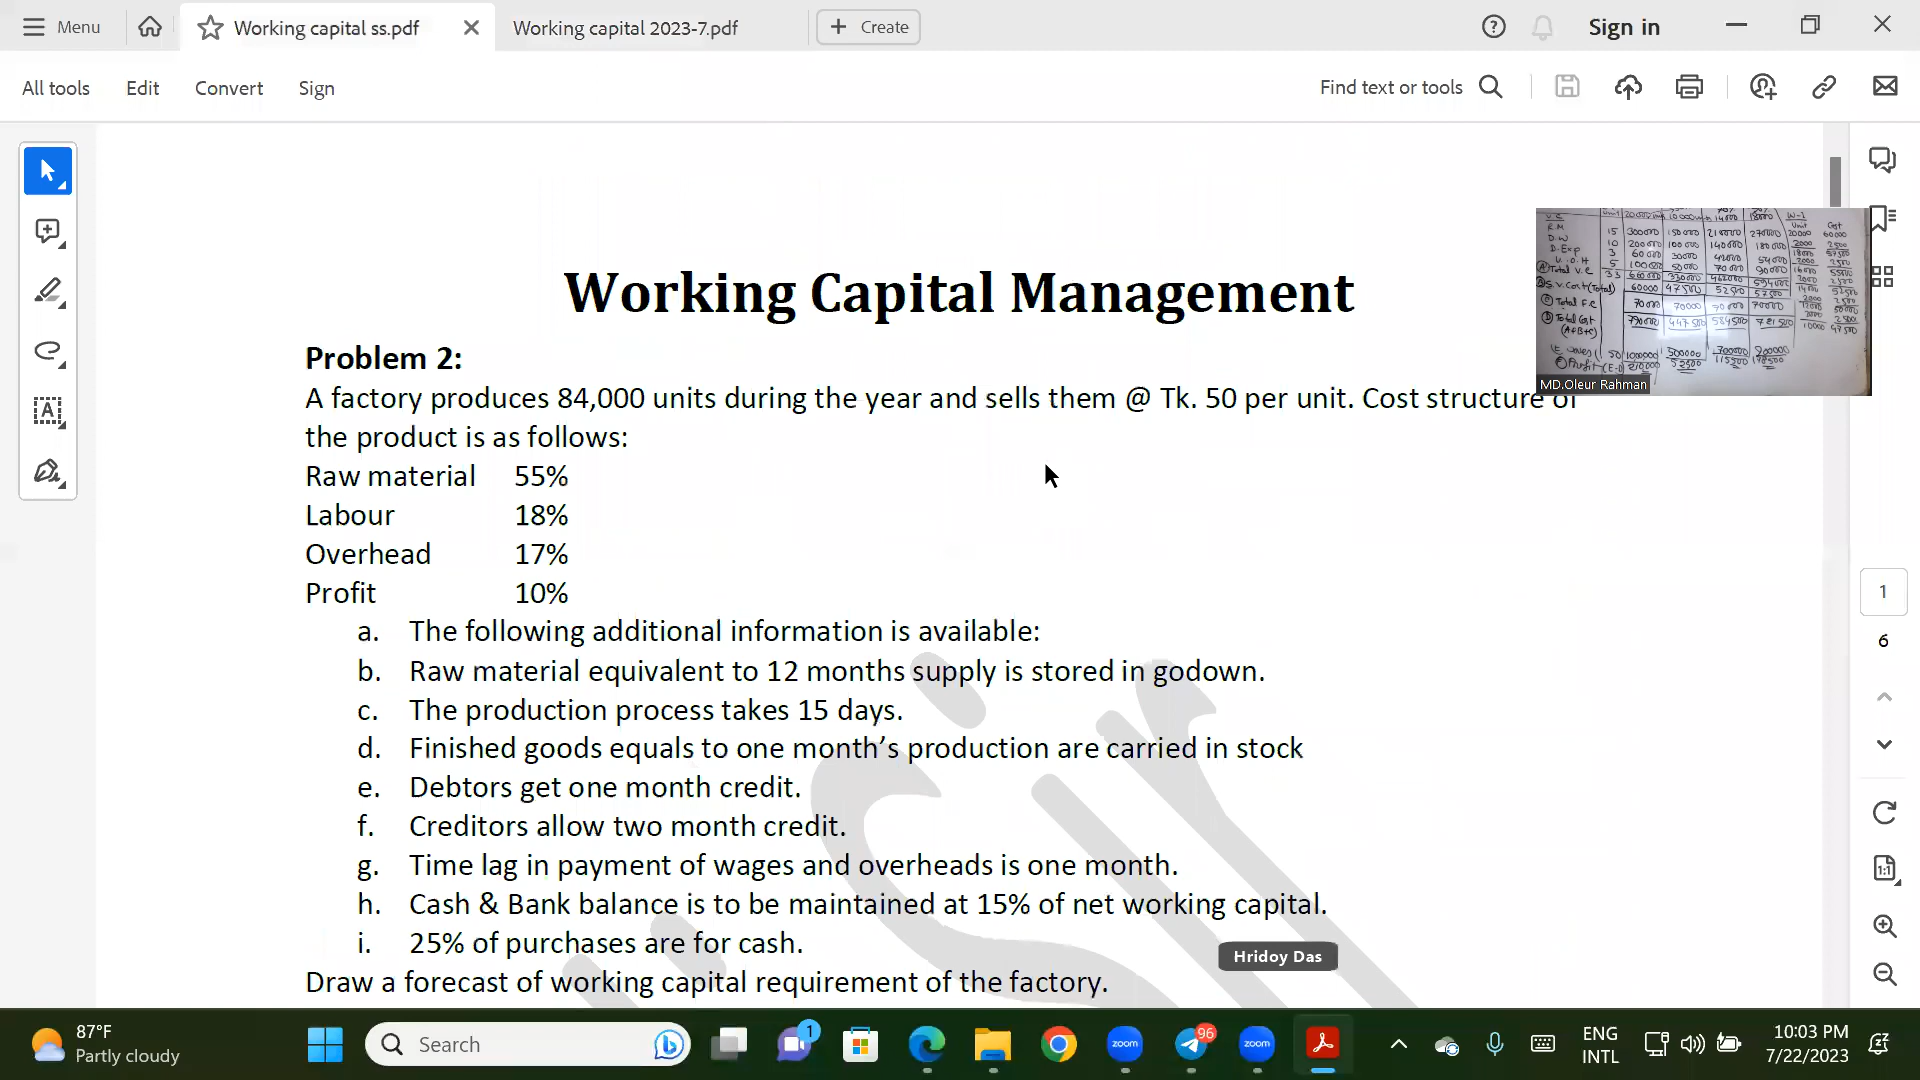 Menu
Working capital ss.pdf
Working capital 2023-7.pdf
Create
Sign in
All tools
Edit
Convert
Sign
Find text or tools
Working Capital Management
Problem 2:
A factory produces 84,000 units during the year and sells them @ Tk. 50 per unit. Cost structure of
the product is as follows:
Raw material 55%
Labour 18%
Overhead 17%
Profit 10%
a. The following additional information is available:
b. Raw material equivalent to 12 months supply is stored in godown.
c. The production process takes 15 days.
d. Finished goods equals to one month’s production are carried in stock
e. Debtors get one month credit.
f. Creditors allow two month credit.
g. Time lag in payment of wages and overheads is one month.
h. Cash & Bank balance is to be maintained at 15% of net working capital.
i. 25% of purchases are for cash.
Draw a forecast of working capital requirement of the factory.
MD.Oleur Rahman
Hridoy Das
1
6
1:1
87°F
Partly cloudy
Search
1
zoom
96
zoom
ENG
INTL
10:03 PM
7/22/2023